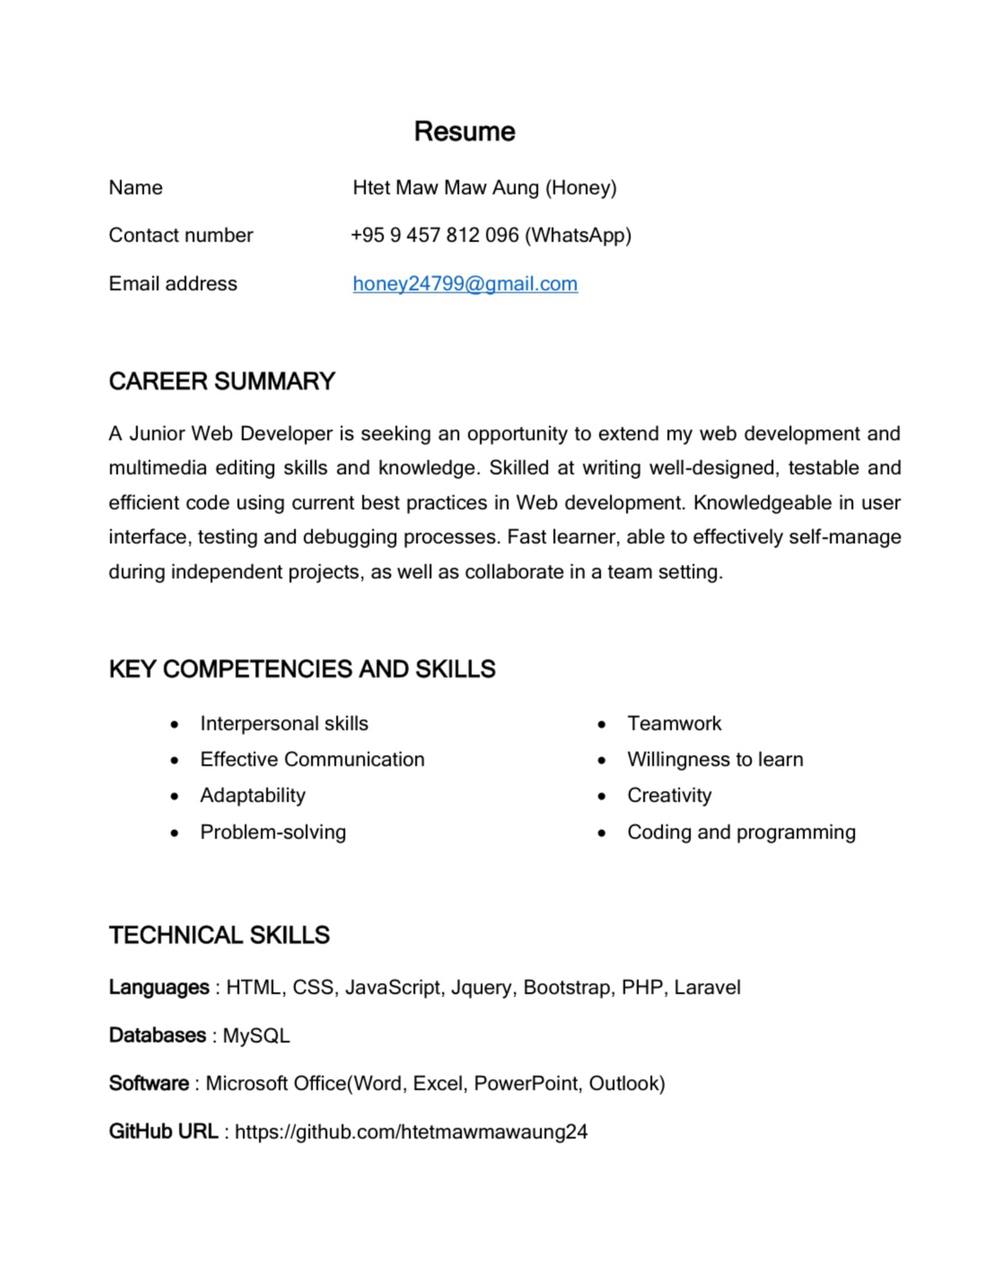 Resume
Name Htet Maw Maw Aung (Honey)
Contact number +95 9 457 812 096 (WhatsApp)
Email address honey24799@gmail.com
CAREER SUMMARY
A Junior Web Developer is seeking an opportunity to extend my web development and
multimedia editing skills and knowledge. Skilled at writing well-designed, testable and
efficient code using current best practices in Web development. Knowledgeable in user
interface, testing and debugging processes. Fast learner, able to effectively self-manage
during independent projects, as well as collaborate in a team setting.
KEY COMPETENCIES AND SKILLS
• Interpersonal skills
• Effective Communication
• Adaptability
• Problem-solving
• Teamwork
• Willingness to learn
• Creativity
• Coding and programming
TECHNICAL SKILLS
Languages : HTML, CSS, JavaScript, Jquery, Bootstrap, PHP, Laravel
Databases : MySQL
Software : Microsoft Office(Word, Excel, PowerPoint, Outlook)
GitHub URL : https://github.com/htetmawmawaung24